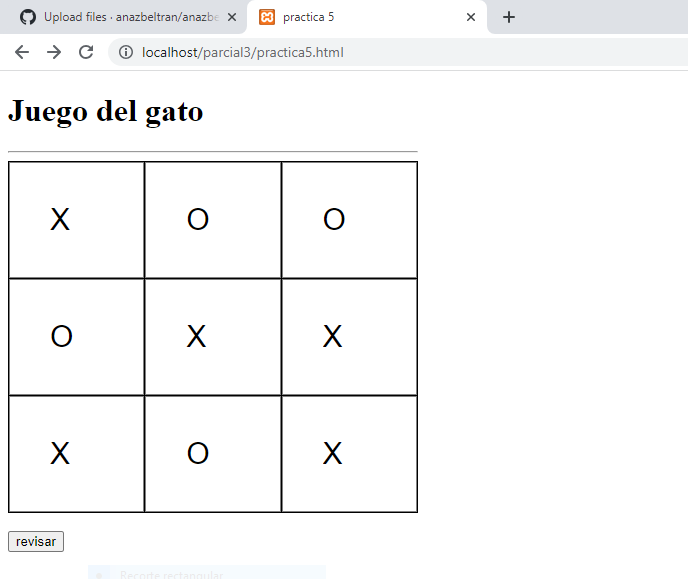 Upload files · anazbeltran/anazbe
practica 5
localhost/parcial3/practica5.html
Juego del gato
X O O
O X X
X O X
revisar
Recorte rectangular